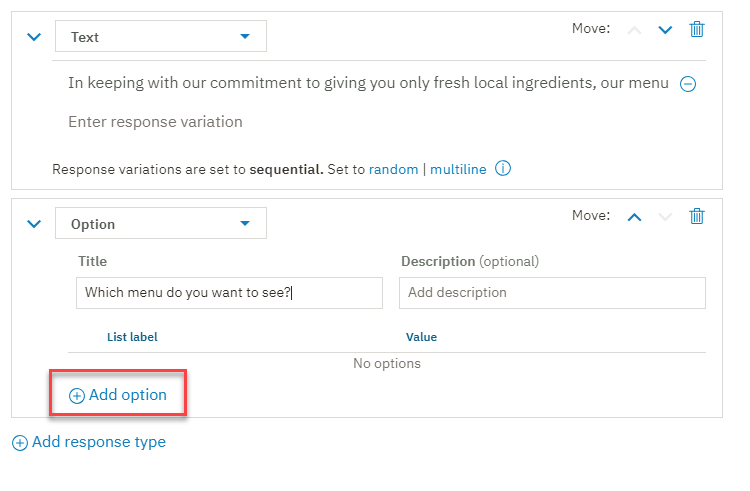 Text
Move:
In keeping with our commitment to giving you only fresh local ingredients, our menu
Enter response variation
Response variations are set to sequential. Set to random | multiline
Option
Move:
Title Description (optional)
Which menu do you want to see?
Add description
List label Value
No options
Add option
Add response type